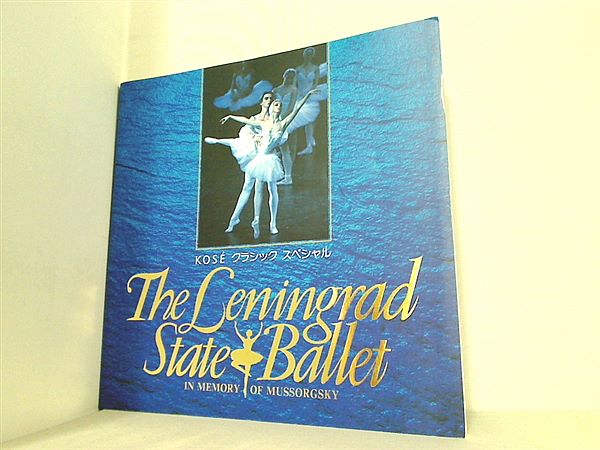 KOSÉ クラシック スペシャル
The Leningrad
State Ballet
IN MEMORY OF MUSSORGSKY